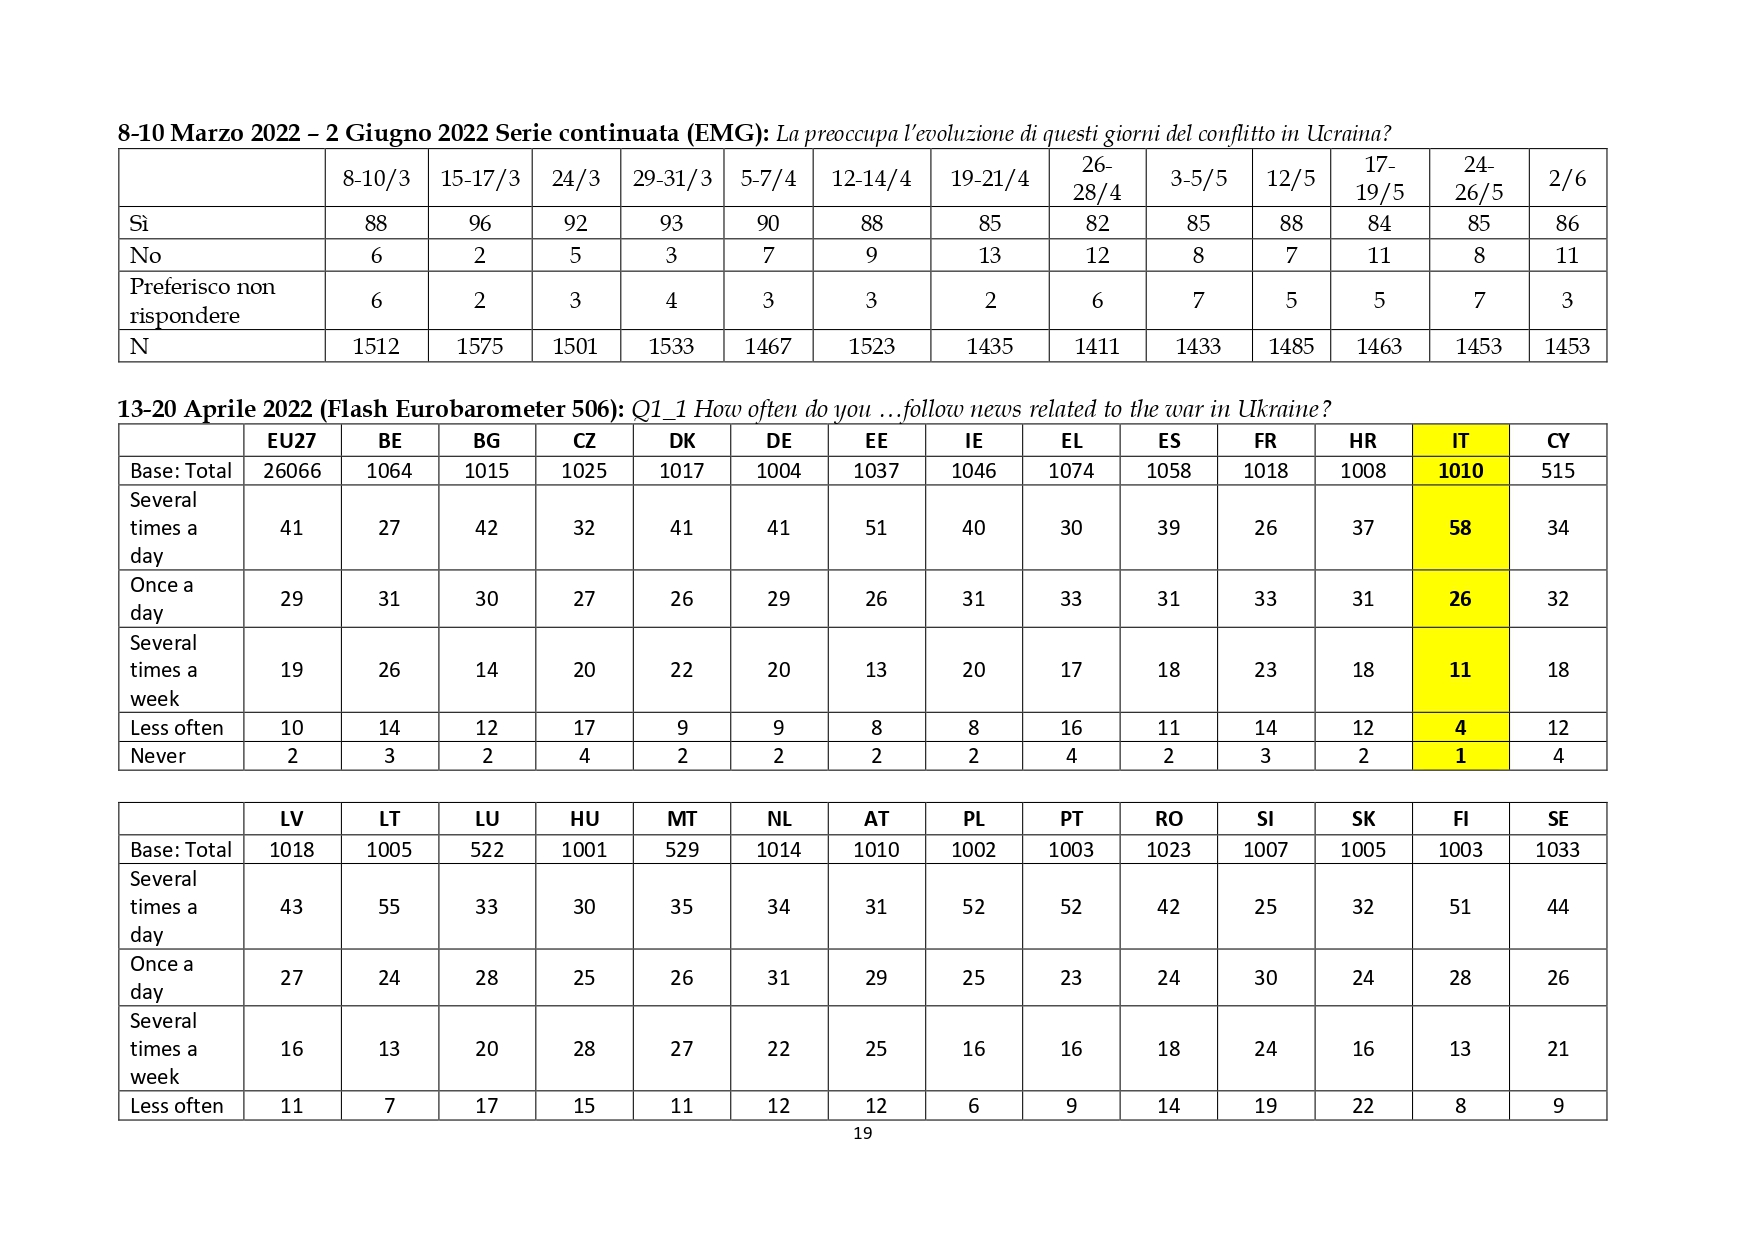 8-10 Marzo 2022 – 2 Giugno 2022 Serie continuata (EMG): La preoccupa l’evoluzione di questi giorni del conflitto in Ucraina?
8-10/3 15-17/3 24/3 29-31/3 5-7/4 12-14/4 19-21/4 26-28/4 3-5/5 12/5 17-19/5 24-26/5 2/6
Sì 88 96 92 93 90 88 85 82 85 88 84 85 86
No 6 2 5 3 7 9 13 12 8 7 11 8 11
Preferisco non rispondere 6 2 3 4 3 3 2 6 7 5 5 7 3
N 1512 1575 1501 1533 1467 1523 1435 1411 1433 1485 1463 1453 1453
13-20 Aprile 2022 (Flash Eurobarometer 506): Q1_1 How often do you …follow news related to the war in Ukraine?
EU27 BE BG CZ DK DE EE IE EL ES FR HR IT CY
Base: Total 26066 1064 1015 1025 1017 1004 1037 1046 1074 1058 1018 1008 1010 515
Several times a day 41 27 42 32 41 41 51 40 30 39 26 37 58 34
Once a day 29 31 30 27 26 29 26 31 33 31 33 31 26 32
Several times a week 19 26 14 20 22 20 13 20 17 18 23 18 11 18
Less often 10 14 12 17 9 9 8 8 16 11 14 12 4 12
Never 2 3 2 4 2 2 2 2 4 2 3 2 1 4
LV LT LU HU MT NL AT PL PT RO SI SK FI SE
Base: Total 1018 1005 522 1001 529 1014 1010 1002 1003 1023 1007 1005 1003 1033
Several times a day 43 55 33 30 35 34 31 52 52 42 25 32 51 44
Once a day 27 24 28 25 26 31 29 25 23 24 30 24 28 26
Several times a week 16 13 20 28 27 22 25 16 16 18 24 16 13 21
Less often 11 7 17 15 11 12 12 6 9 14 19 22 8 9
19